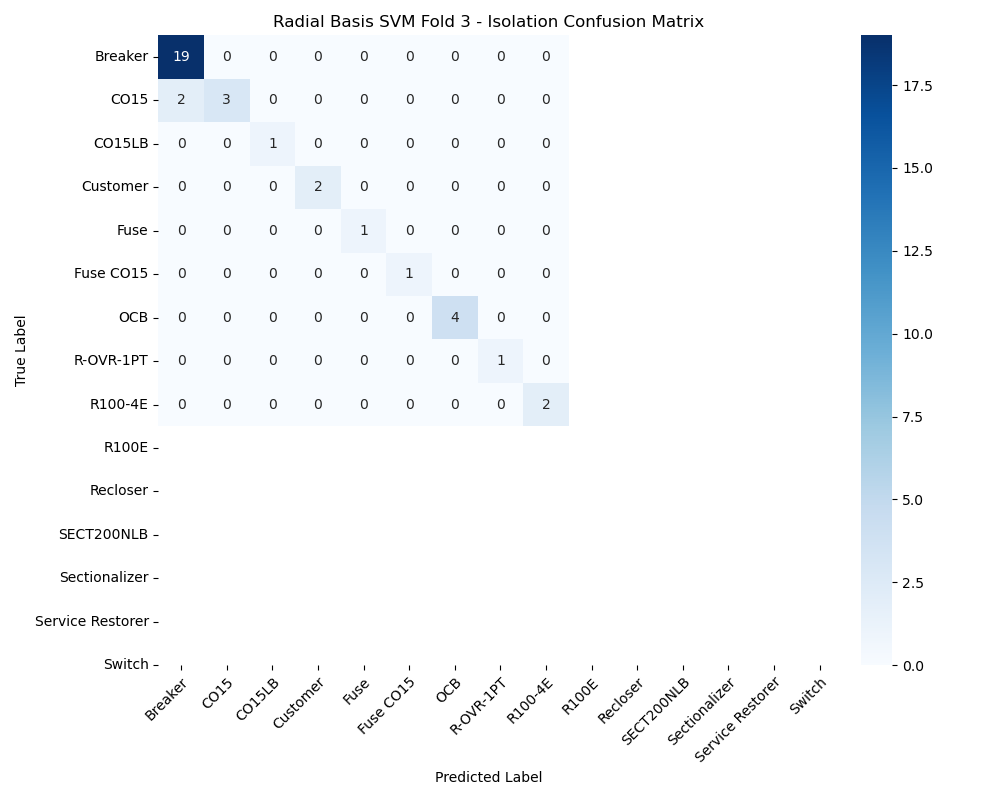 Radial Basis SVM Fold 3 - Isolation Confusion Matrix
True Label
Breaker 19 0 0 0 0 0 0 0 0
CO15 2 3 0 0 0 0 0 0 0
CO15LB 0 0 1 0 0 0 0 0 0
Customer 0 0 0 2 0 0 0 0 0
Fuse 0 0 0 0 1 0 0 0 0
Fuse CO15 0 0 0 0 0 1 0 0 0
OCB 0 0 0 0 0 0 4 0 0
R-OVR-1PT 0 0 0 0 0 0 0 1 0
R100-4E 0 0 0 0 0 0 0 0 2
R100E
Recloser
SECT200NLB
Sectionalizer
Service Restorer
Switch
Breaker
CO15
CO15LB
Customer
Fuse
Fuse CO15
OCB
R-OVR-1PT
R100-4E
R100E
Recloser
SECT200NLB
Sectionalizer
Service Restorer
Switch
Predicted Label
17.5
15.0
12.5
10.0
7.5
5.0
2.5
0.0